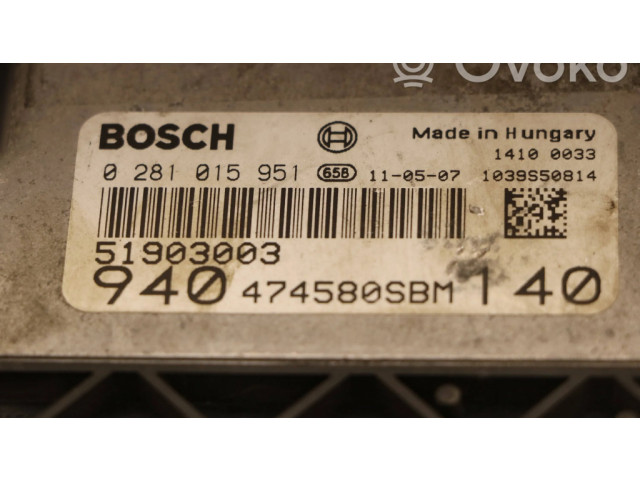 Ovoko
BOSCH Made in Hungary
1410 0033
0 281 015 951 658 11-05-07 1039S50814
51903003
940 474580SBM 140